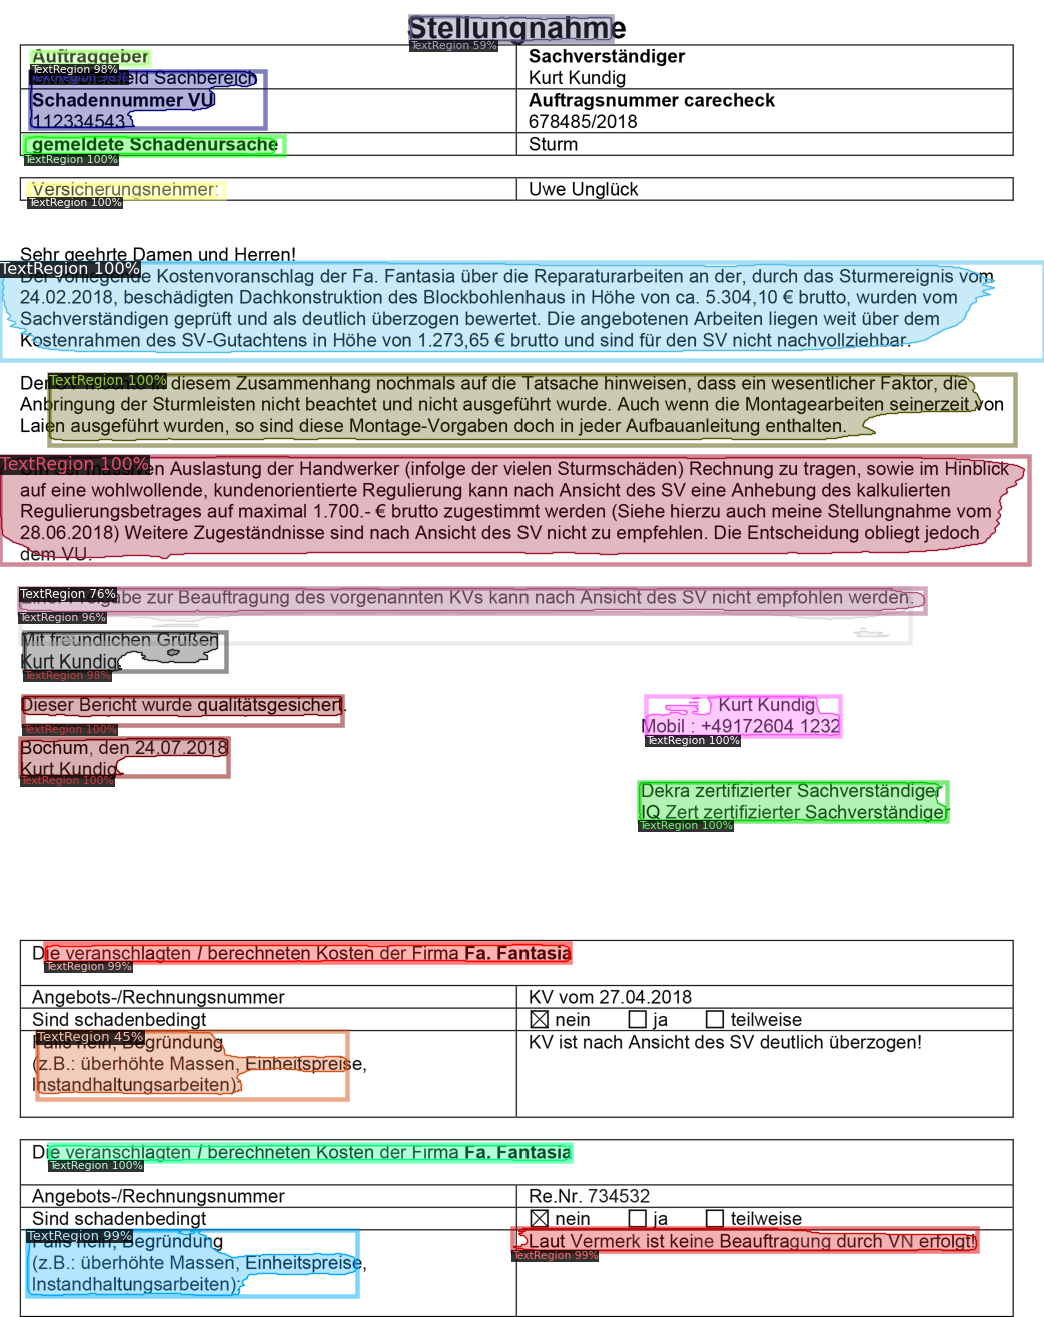 Stellungnahme
TextRegion 59%
Auftraggeber
Sachverständiger
TextRegion 98%
Sachbereich
Kurt Kundig
Schadennummer VU
Auftragsnummer carecheck
112334543
678485/2018
gemeldete Schadenursache
Sturm
TextRegion 100%
Versicherungsnehmer:
Uwe Unglück
TextRegion 100%
Sehr geehrte Damen und Herren!
TextRegion 100%
Kostenvoranschlag der Fa. Fantasia über die Reparaturarbeiten an der, durch das Sturmereignis vom
24.02.2018, beschädigten Dachkonstruktion des Blockbohlenhaus in Höhe von ca. 5.304,10 € brutto, wurden vom
Sachverständigen geprüft und als deutlich überzogen bewertet. Die angebotenen Arbeiten liegen weit über dem
Kostenrahmen des SV-Gutachtens in Höhe von 1.273,65 € brutto und sind für den SV nicht nachvollziehbar.
TextRegion 100%
Der diesem Zusammenhang nochmals auf die Tatsache hinweisen, dass ein wesentlicher Faktor, die
Anbringung der Sturmleisten nicht beachtet und nicht ausgeführt wurde. Auch wenn die Montagearbeiten seinerzeit von
Laien ausgeführt wurden, so sind diese Montage-Vorgaben doch in jeder Aufbauanleitung enthalten.
TextRegion 100%
Auslastung der Handwerker (infolge der vielen Sturmschäden) Rechnung zu tragen, sowie im Hinblick
auf eine wohlwollende, kundenorientierte Regulierung kann nach Ansicht des SV eine Anhebung des kalkulierten
Regulierungsbetrages auf maximal 1.700.- € brutto zugestimmt werden (Siehe hierzu auch meine Stellungnahme vom
28.06.2018) Weitere Zugeständnisse sind nach Ansicht des SV nicht zu empfehlen. Die Entscheidung obliegt jedoch
dem VU.
TextRegion 76%
zur Beauftragung des vorgenannten KVs kann nach Ansicht des SV nicht empfohlen werden.
TextRegion 96%
Mit freundlichen Grüßen
Kurt Kundig
TextRegion 98%
Dieser Bericht wurde qualitätsgesichert.
Kurt Kundig
TextRegion 100%
Mobil : +49172604 1232
TextRegion 100%
Bochum, den 24.07.2018
Kurt Kundig
TextRegion 100%
Dekra zertifizierter Sachverständiger
IQ Zert zertifizierter Sachverständiger
TextRegion 100%
Die veranschlagten / berechneten Kosten der Firma Fa. Fantasia
TextRegion 99%
Angebots-/Rechnungsnummer
KV vom 27.04.2018
Sind schadenbedingt
nein ja teilweise
TextRegion 45%
Begründung
KV ist nach Ansicht des SV deutlich überzogen!
(z.B.: überhöhte Massen, Einheitspreise,
Instandhaltungsarbeiten):
Die veranschlagten / berechneten Kosten der Firma Fa. Fantasia
TextRegion 100%
Angebots-/Rechnungsnummer
Re.Nr. 734532
Sind schadenbedingt
nein ja teilweise
TextRegion 99%
Begründung
Laut Vermerk ist keine Beauftragung durch VN erfolgt!
TextRegion 99%
(z.B.: überhöhte Massen, Einheitspreise,
Instandhaltungsarbeiten):